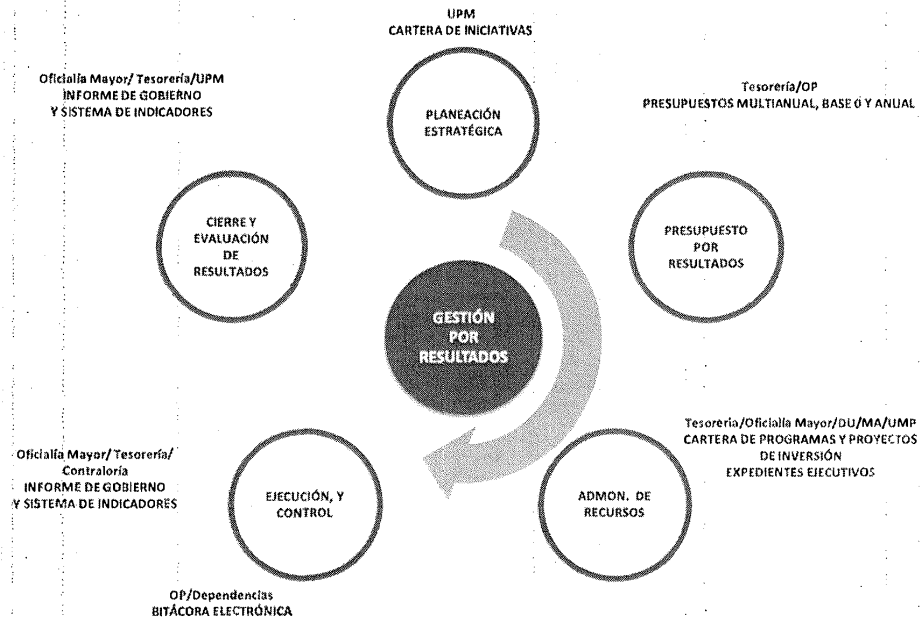 UPM
CARTERA DE INICIATIVAS
PLANEACIÓN
ESTRATÉGICA
Tesorería/OP
PRESUPUESTOS MULTIANUAL, BASE 0 Y ANUAL
PRESUPUESTO
POR
RESULTADOS
Tesorería/Oficialía Mayor/DU/MA/UMP
CARTERA DE PROGRAMAS Y PROYECTOS
DE INVERSIÓN
EXPEDIENTES EJECUTIVOS
ADMON. DE
RECURSOS
OP/Dependencias
BITÁCORA ELECTRÓNICA
EJECUCIÓN, Y
CONTROL
Oficialía Mayor/ Tesorería/
Contraloría
INFORME DE GOBIERNO
Y SISTEMA DE INDICADORES
Oficialía Mayor/ Tesorería/UPM
INFORME DE GOBIERNO
Y SISTEMA DE INDICADORES
CIERRE Y
EVALUACIÓN
DE
RESULTADOS
GESTIÓN
POR
RESULTADOS